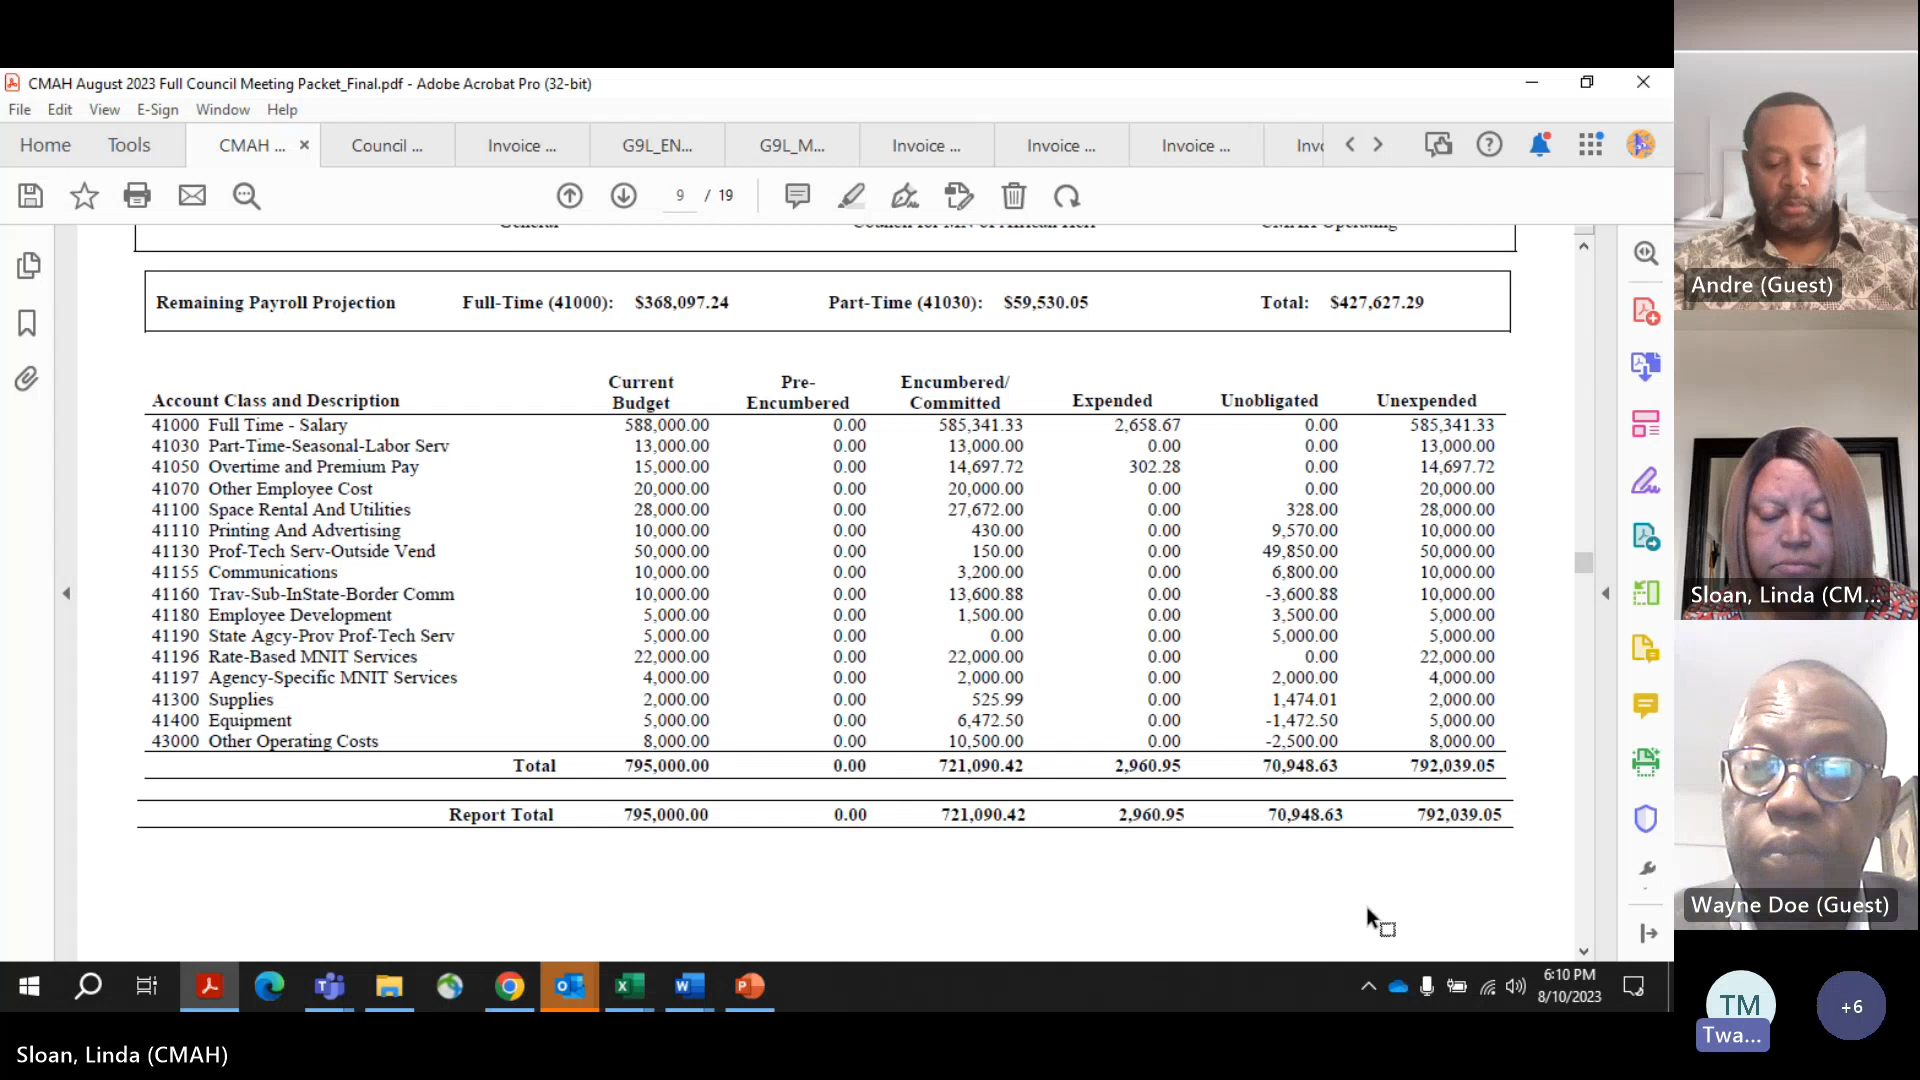 CMAH August 2023 Full Council Meeting Packet_Final.pdf - Adobe Acrobat Pro (32-bit)
File Edit View E-Sign Window Help
Home Tools CMAH ... Council ... Invoice ... G9L_EN... G9L_M... Invoice ... Invoice ... Invoice ...
9 / 19
General Council for MN of African Heri CMAH Operating
Remaining Payroll Projection Full-Time (41000): $368,097.24 Part-Time (41030): $59,530.05 Total: $427,627.29
Current Pre- Encumbered/
Account Class and Description Budget Encumbered Committed Expended Unobligated Unexpended
41000 Full Time - Salary 588,000.00 0.00 585,341.33 2,658.67 0.00 585,341.33
41030 Part-Time-Seasonal-Labor Serv 13,000.00 0.00 13,000.00 0.00 0.00 13,000.00
41050 Overtime and Premium Pay 15,000.00 0.00 14,697.72 302.28 0.00 14,697.72
41070 Other Employee Cost 20,000.00 0.00 20,000.00 0.00 0.00 20,000.00
41100 Space Rental And Utilities 28,000.00 0.00 27,672.00 0.00 328.00 28,000.00
41110 Printing And Advertising 10,000.00 0.00 430.00 0.00 9,570.00 10,000.00
41130 Prof-Tech Serv-Outside Vend 50,000.00 0.00 150.00 0.00 49,850.00 50,000.00
41155 Communications 10,000.00 0.00 3,200.00 0.00 6,800.00 10,000.00
41160 Trav-Sub-InState-Border Comm 10,000.00 0.00 13,600.88 0.00 -3,600.88 10,000.00
41180 Employee Development 5,000.00 0.00 1,500.00 0.00 3,500.00 5,000.00
41190 State Agcy-Prov Prof-Tech Serv 5,000.00 0.00 0.00 0.00 5,000.00 5,000.00
41196 Rate-Based MNIT Services 22,000.00 0.00 22,000.00 0.00 0.00 22,000.00
41197 Agency-Specific MNIT Services 4,000.00 0.00 2,000.00 0.00 2,000.00 4,000.00
41300 Supplies 2,000.00 0.00 525.99 0.00 1,474.01 2,000.00
41400 Equipment 5,000.00 0.00 6,472.50 0.00 -1,472.50 5,000.00
43000 Other Operating Costs 8,000.00 0.00 10,500.00 0.00 -2,500.00 8,000.00
Total 795,000.00 0.00 721,090.42 2,960.95 70,948.63 792,039.05
Report Total 795,000.00 0.00 721,090.42 2,960.95 70,948.63 792,039.05
6:10 PM
8/10/2023
Sloan, Linda (CMAH)
Andre (Guest)
Sloan, Linda (CM...
Wayne Doe (Guest)
TM
Twa...
+6